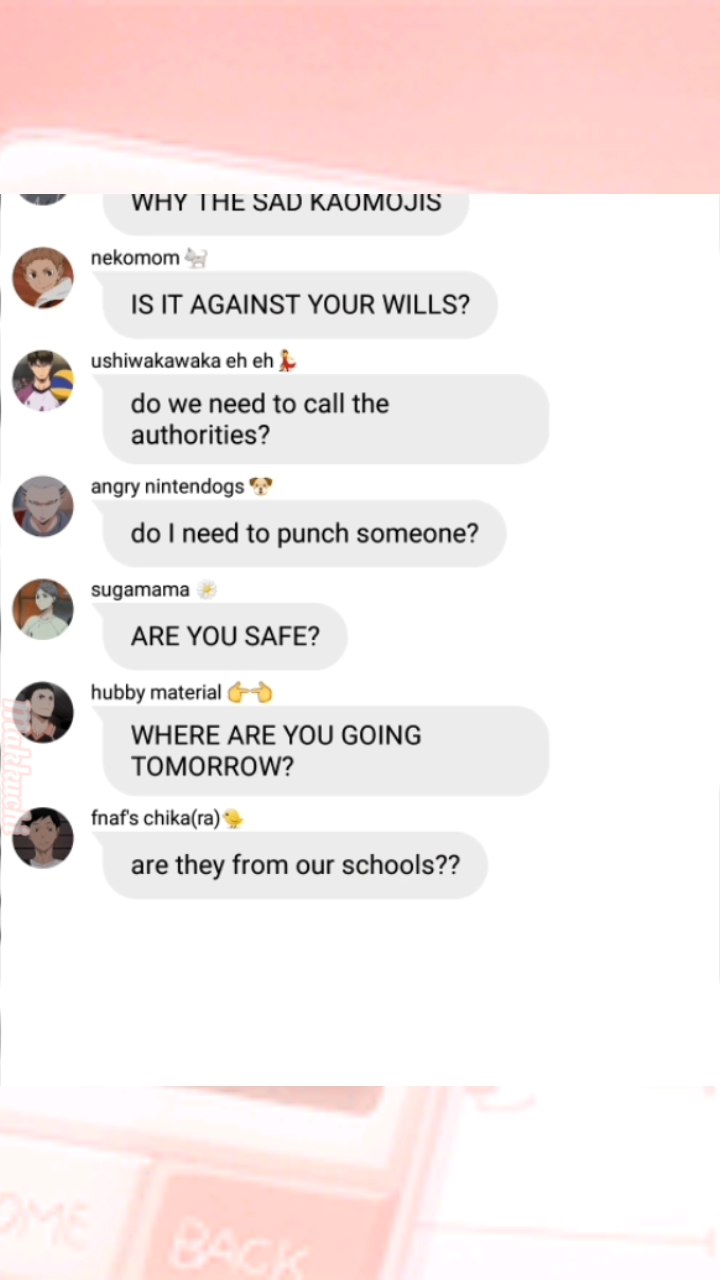 WHY THE SAD KAOMOJIS
nekomom 🐈
IS IT AGAINST YOUR WILLS?
ushiwakawaka eh eh 💃
do we need to call the
authorities?
angry nintendogs 🐶
do I need to punch someone?
sugamama 🌼
ARE YOU SAFE?
hubby material 👉👈
WHERE ARE YOU GOING
TOMORROW?
fnaf's chika(ra) 🐤
are they from our schools??
BACK